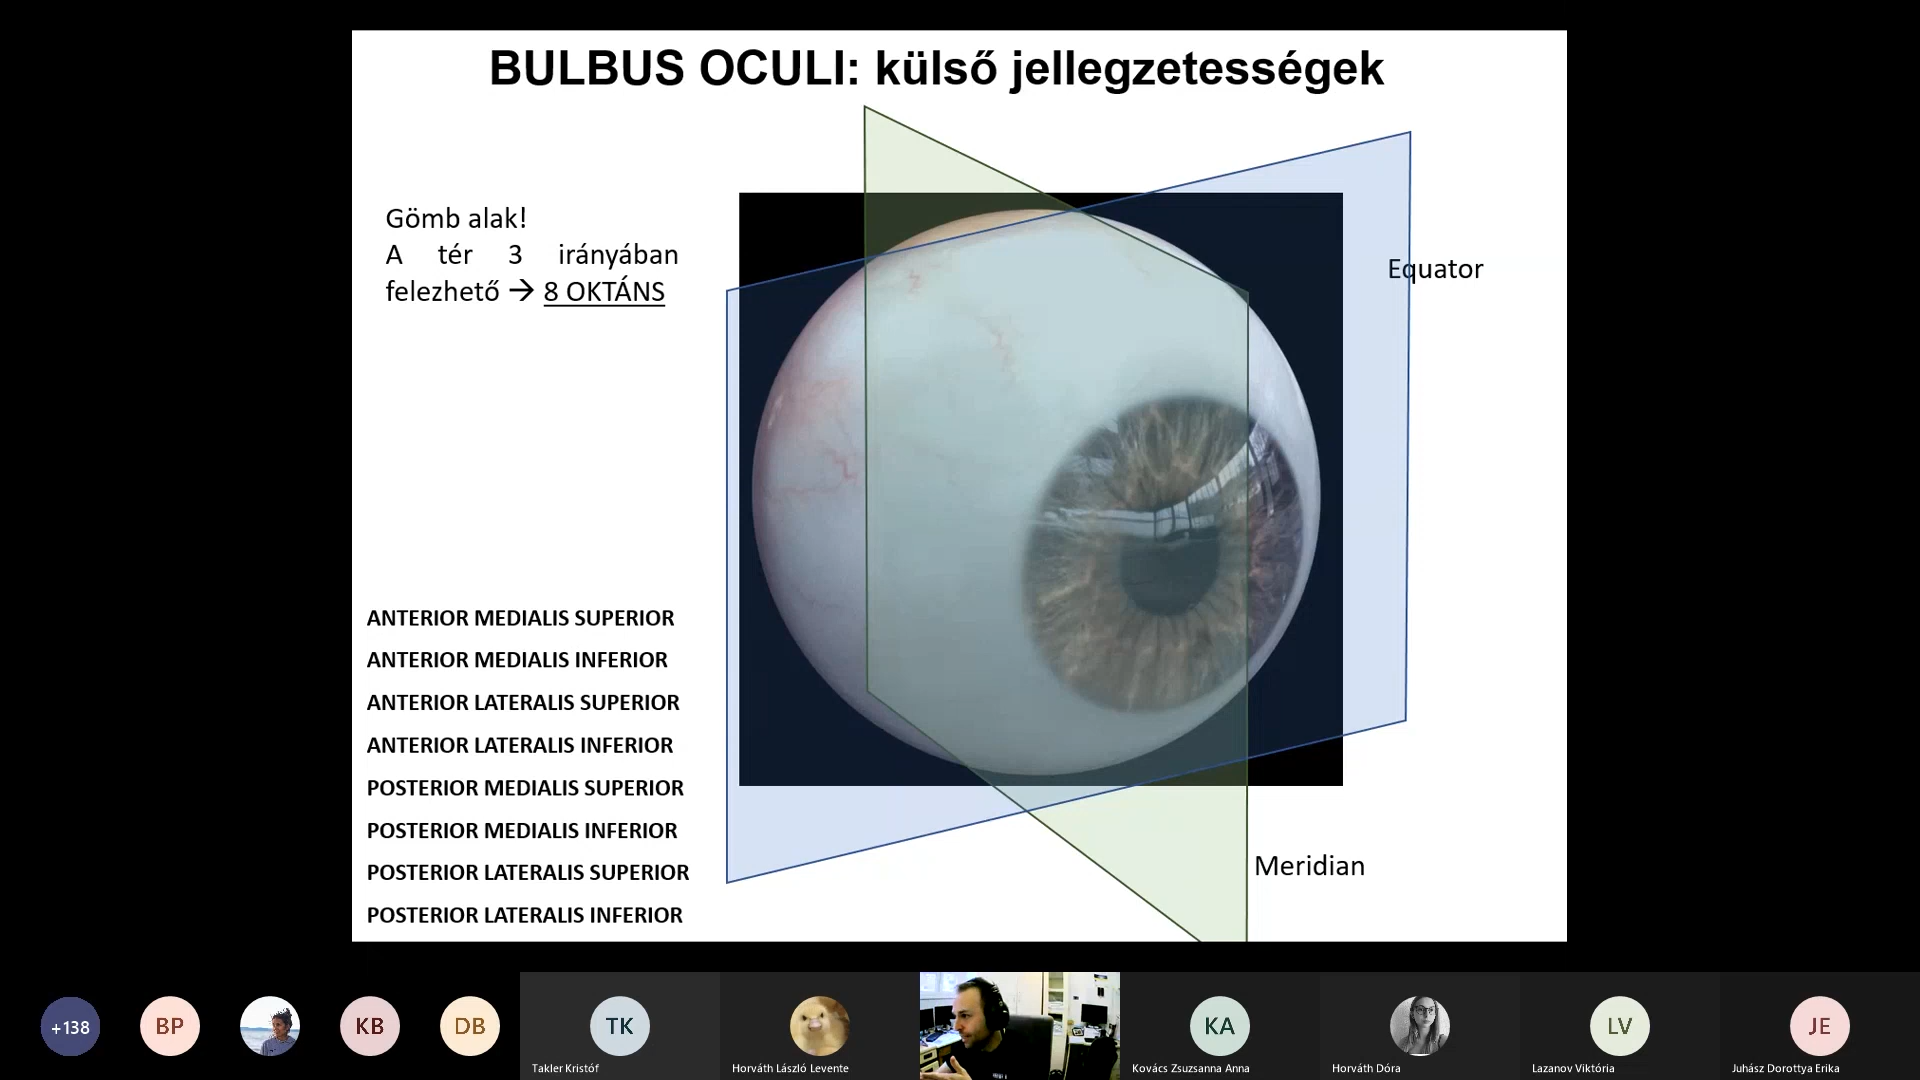 BULBUS OCULI: külső jellegzetességek
Gömb alak!
A tér 3 irányában
felezhető → 8 OKTÁNS
Equator
ANTERIOR MEDIALIS SUPERIOR
ANTERIOR MEDIALIS INFERIOR
ANTERIOR LATERALIS SUPERIOR
ANTERIOR LATERALIS INFERIOR
POSTERIOR MEDIALIS SUPERIOR
POSTERIOR MEDIALIS INFERIOR
POSTERIOR LATERALIS SUPERIOR
POSTERIOR LATERALIS INFERIOR
Meridian
+138
BP
KB
DB
TK
KA
LV
JE
Takler Kristóf
Horváth László Levente
Kovács Zsuzsanna Anna
Horváth Dóra
Lazanov Viktória
Juhász Dorottya Erika